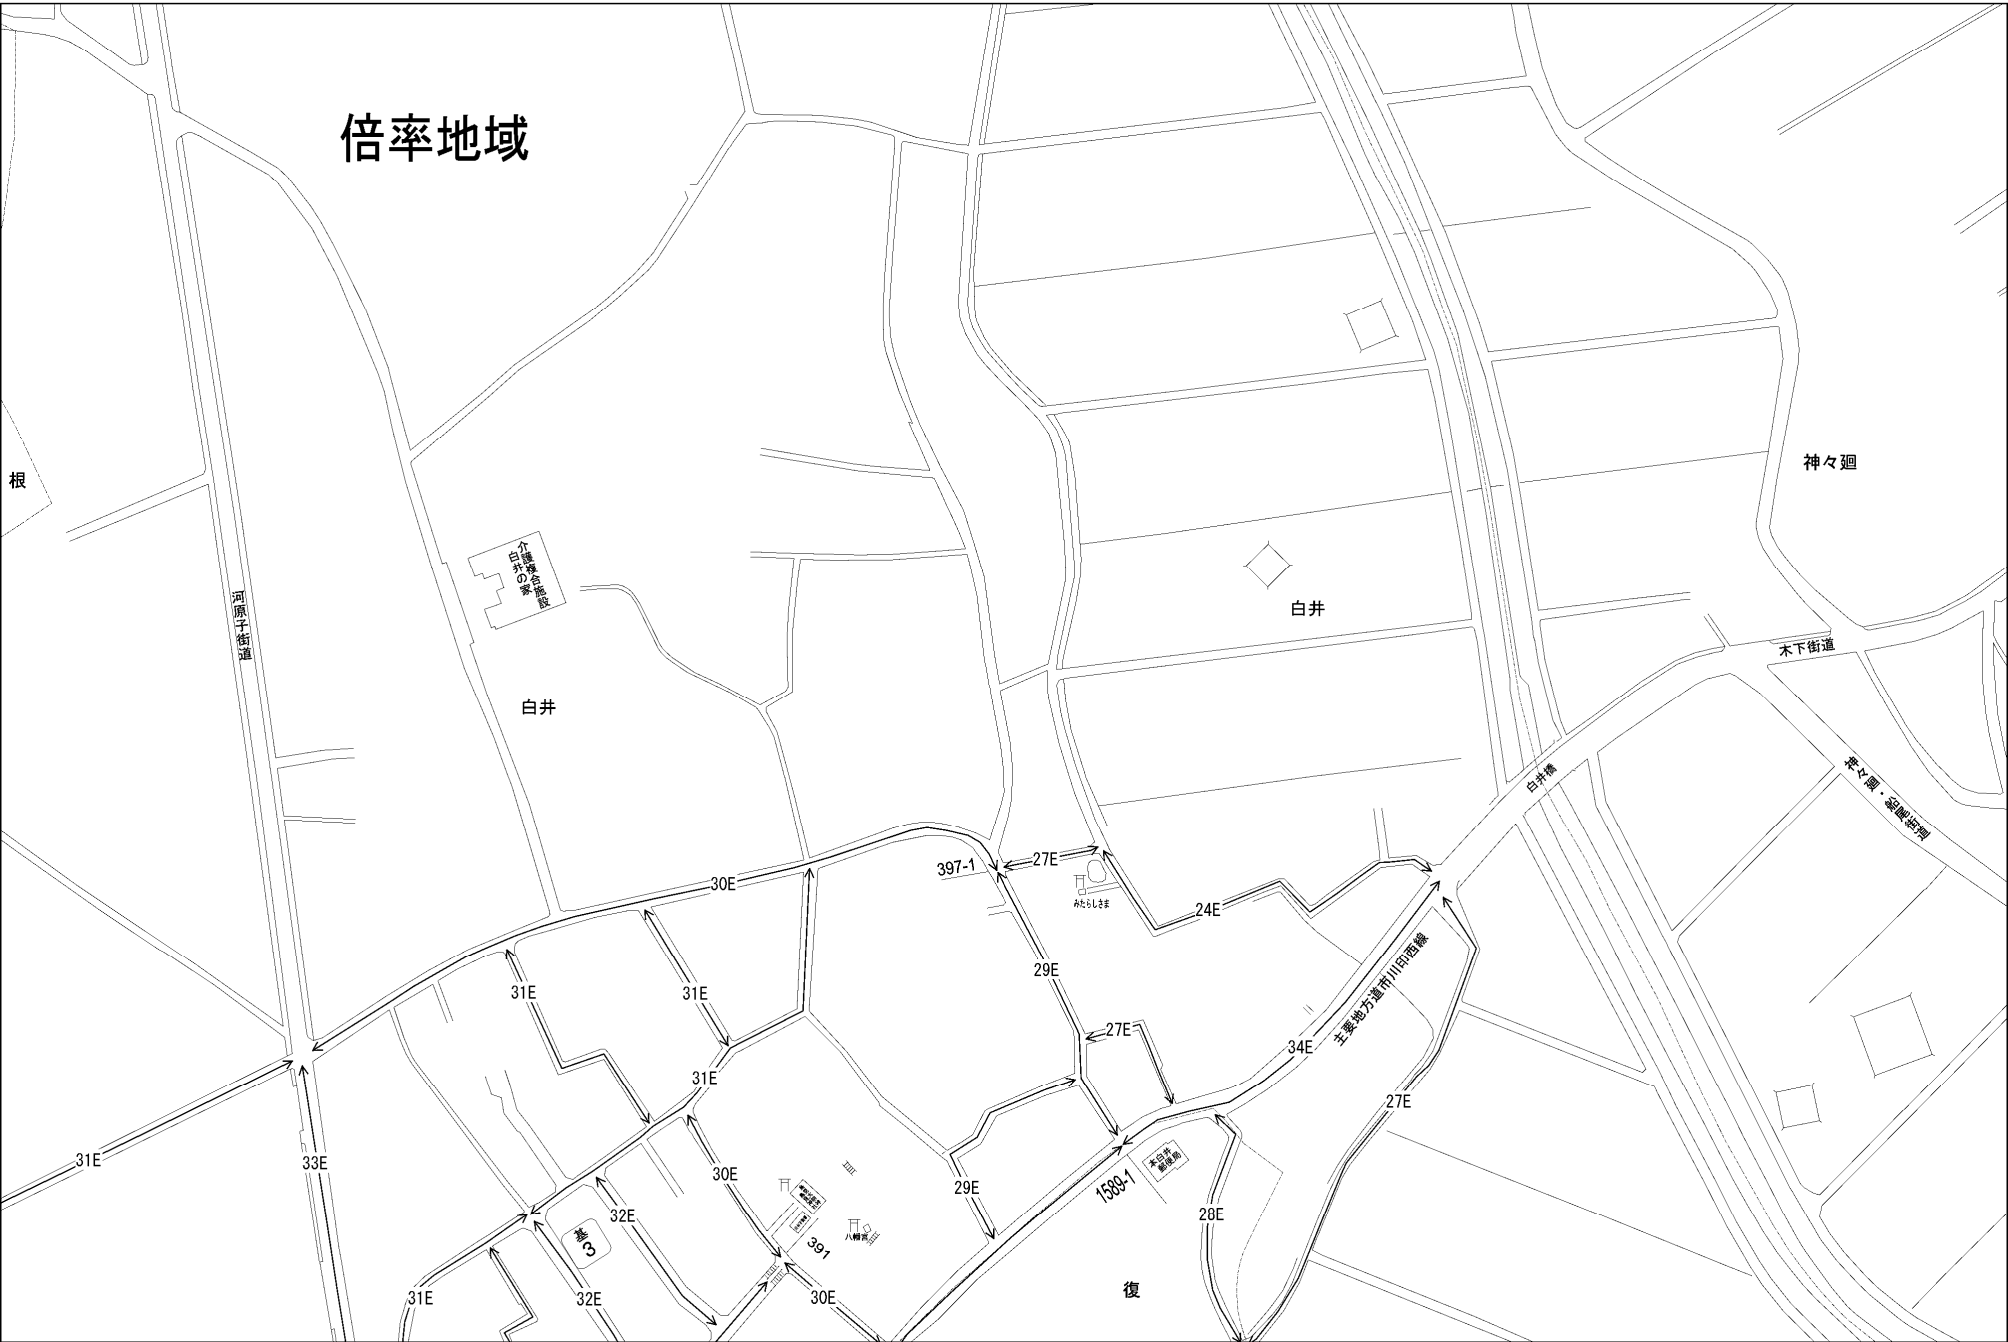 倍率地域
根
神々廻
介護複合施設
白井の家
河原子街道
白井
木下街道
白井
白井橋
神々廻・船尾街道
397-1
27E
30E
みたらしさま
24E
29E
31E
31E
主要地方道市川印西線
27E
34E
31E
27E
31E
33E
本白井
郵便局
30E
1589-1
29E
28E
32E
基
3
391
八幡宮
31E
32E
30E
復